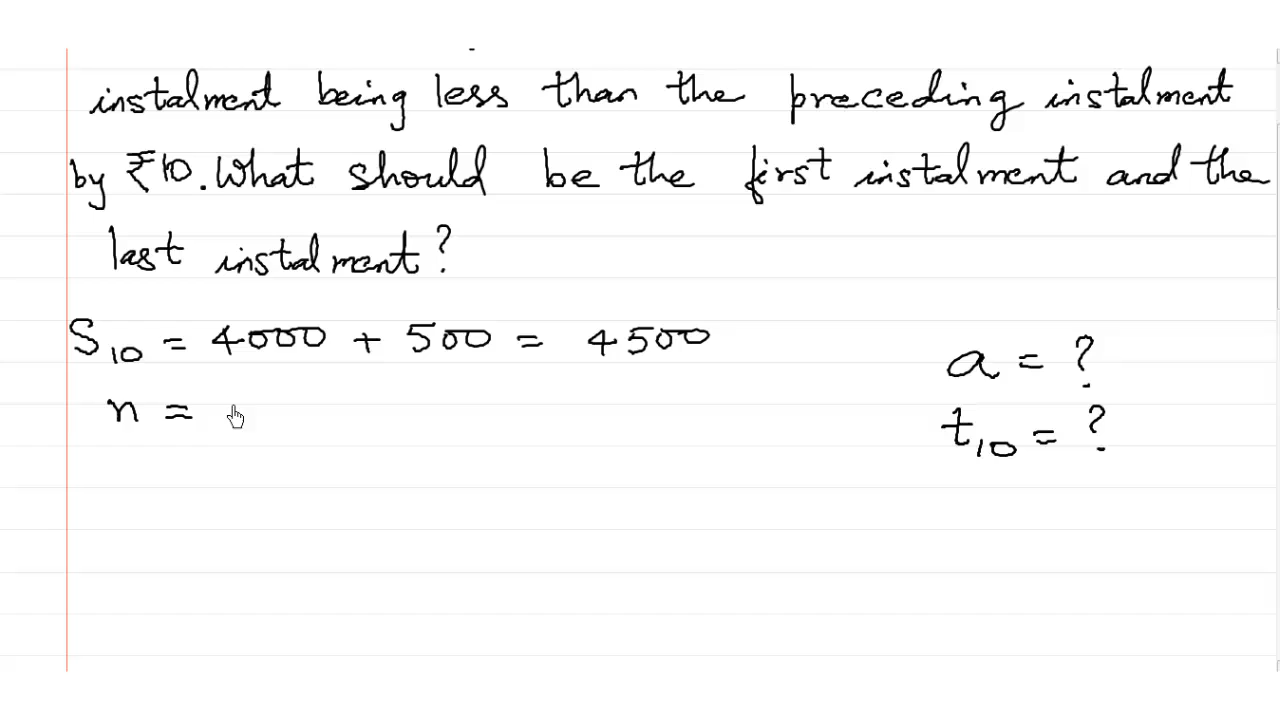 instalment being less than the preceding instalment
by ₹10. What should be the first instalment and the
last instalment?
S₁₀ = 4000 + 500 = 4500
a = ?
n =
t₁₀ = ?